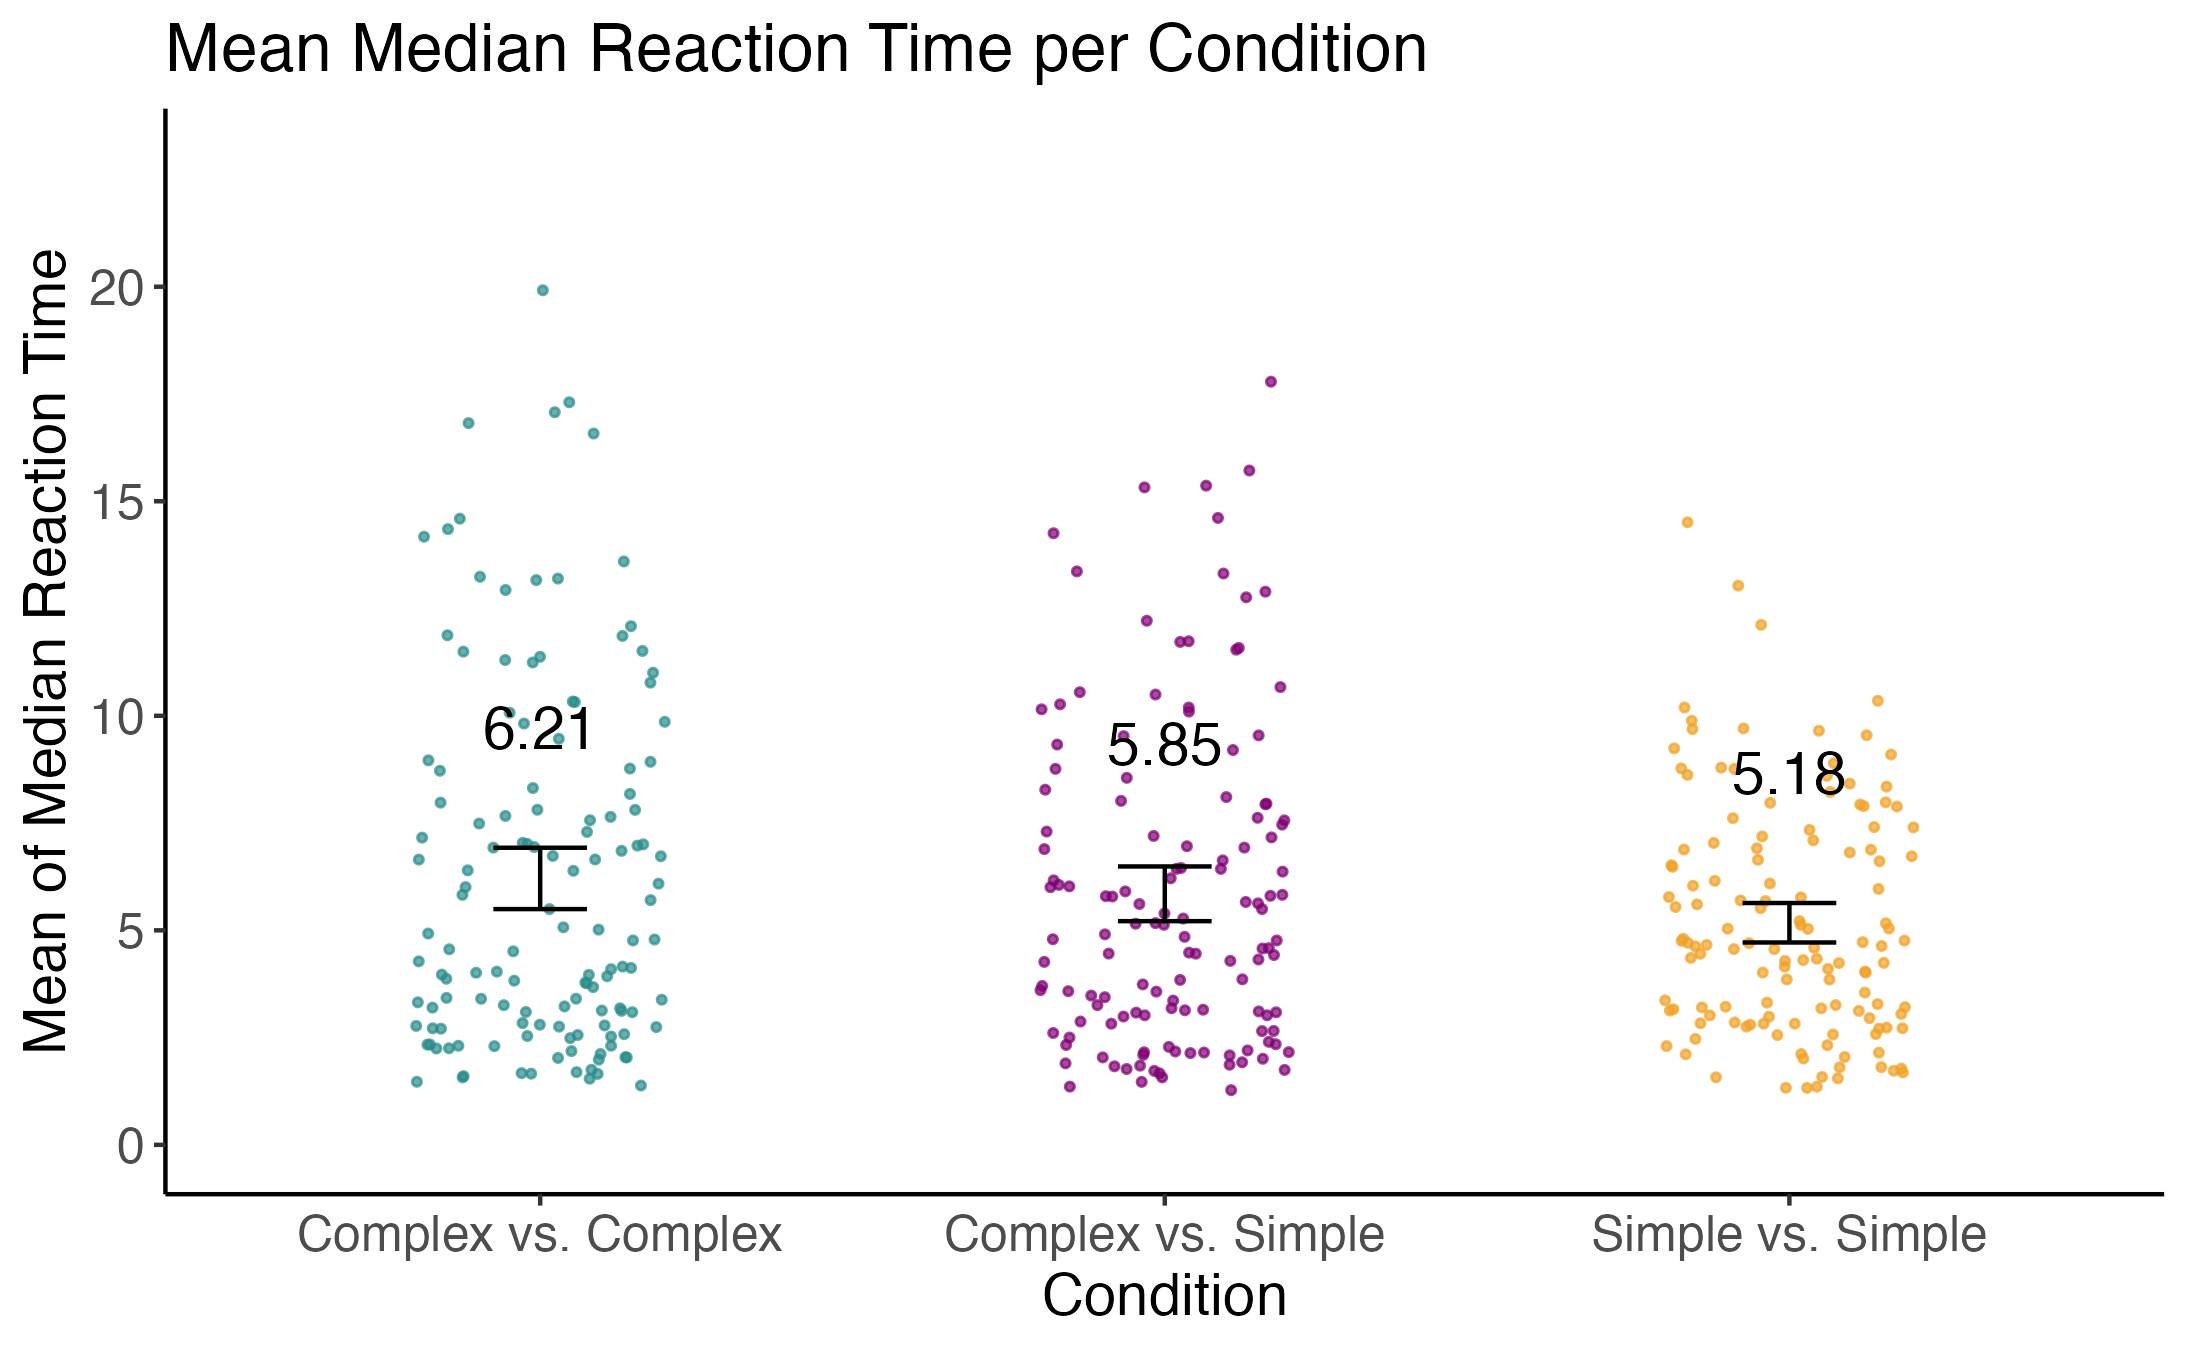 Mean Median Reaction Time per Condition
Mean of Median Reaction Time
20
15
10
5
0
6.21
5.85
5.18
Complex vs. Complex
Complex vs. Simple
Simple vs. Simple
Condition